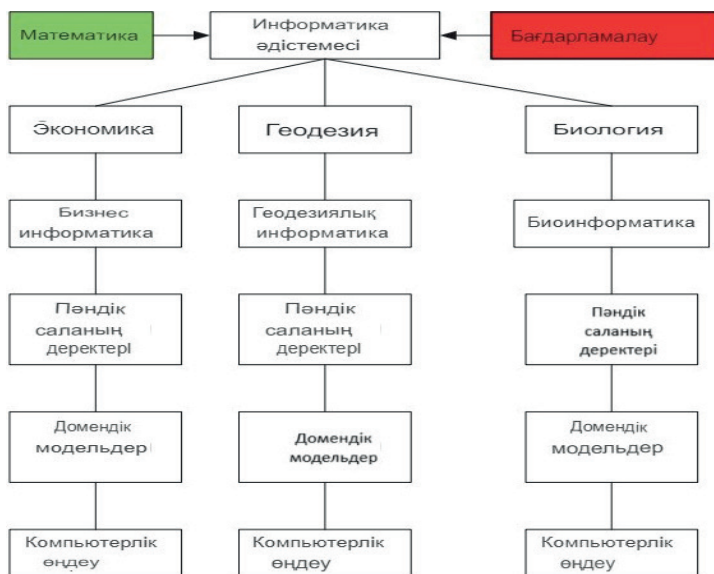 Математика
Информатика
әдістемесі
Бағдарламалау
Экономика
Геодезия
Биология
Бизнес
информатика
Геодезиялық
информатика
Биоинформатика
Пәндік
саланың
деректері
Пәндік
саланың
деректері
Пәндік
саланың
деректері
Домендік
модельдер
Домендік
модельдер
Домендік
модельдер
Компьютерлік
өңдеу
Компьютерлік
өңдеу
Компьютерлік
өңдеу